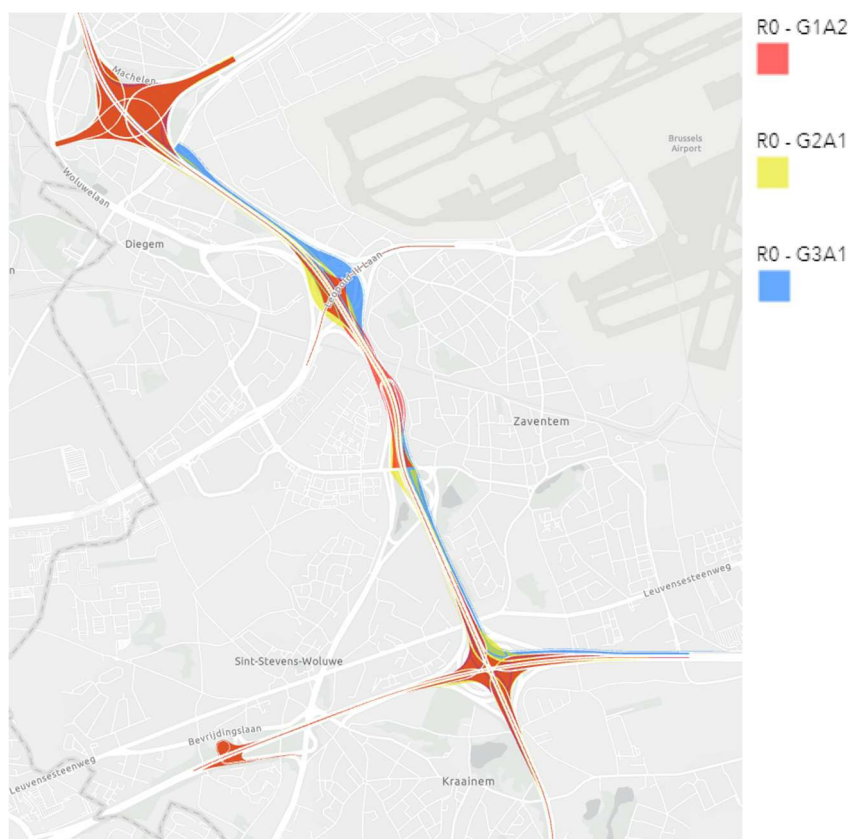 R0 - G1A2
Machelen
R0 - G2A1
Brussels
Airport
Woluwelaan
Diegem
R0 - G3A1
Leopold-II-Laan
n
Zaventem
Leuvensesteenweg
Sint-Stevens-Woluwe
Bevrijdingslaan
Leuvensesteenweg
Kraainem